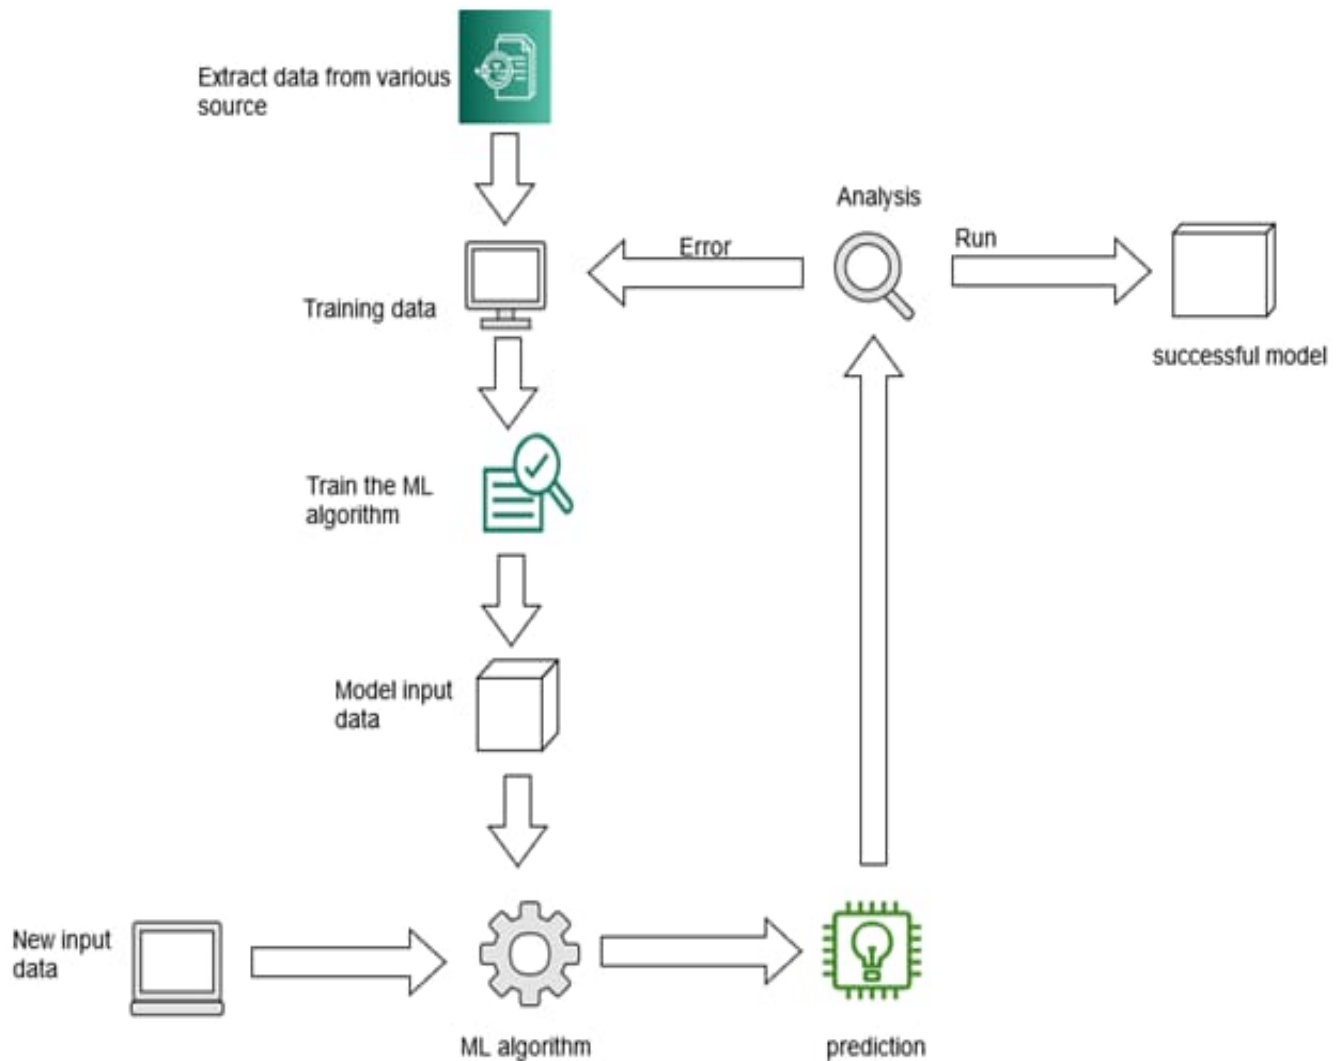 Extract data from various
source
Analysis
Error
Run
Training data
successful model
Train the ML
algorithm
Model input
data
New input
data
ML algorithm
prediction